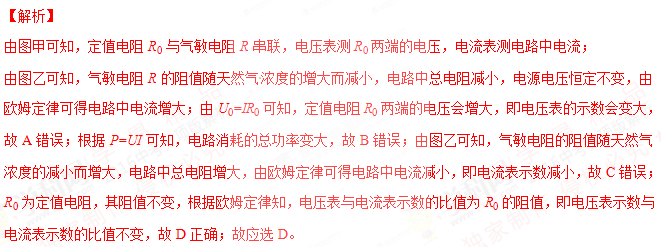 【解析】
由图甲可知，定值电阻 R0 与气敏电阻 R 串联，电压表测 R0 两端的电压，电流表测电路中电流；
由图乙可知，气敏电阻 R 的阻值随天然气浓度的增大而减小，电路中总电阻减小，电源电压恒定不变，由
欧姆定律可得电路中电流增大；由 U0=IR0 可知，定值电阻 R0 两端的电压会增大，即电压表的示数会变大，
故 A 错误；根据 P=UI 可知，电路消耗的总功率变大，故 B 错误；由图乙可知，气敏电阻的阻值随天然气
浓度的减小而增大，电路中总电阻增大，由欧姆定律可得电路中电流减小，即电流表示数减小，故 C 错误；
R0 为定值电阻，其阻值不变，根据欧姆定律知，电压表与电流表示数的比值为 R0 的阻值，即电压表示数与
电流表示数的比值不变，故 D 正确；故应选 D。